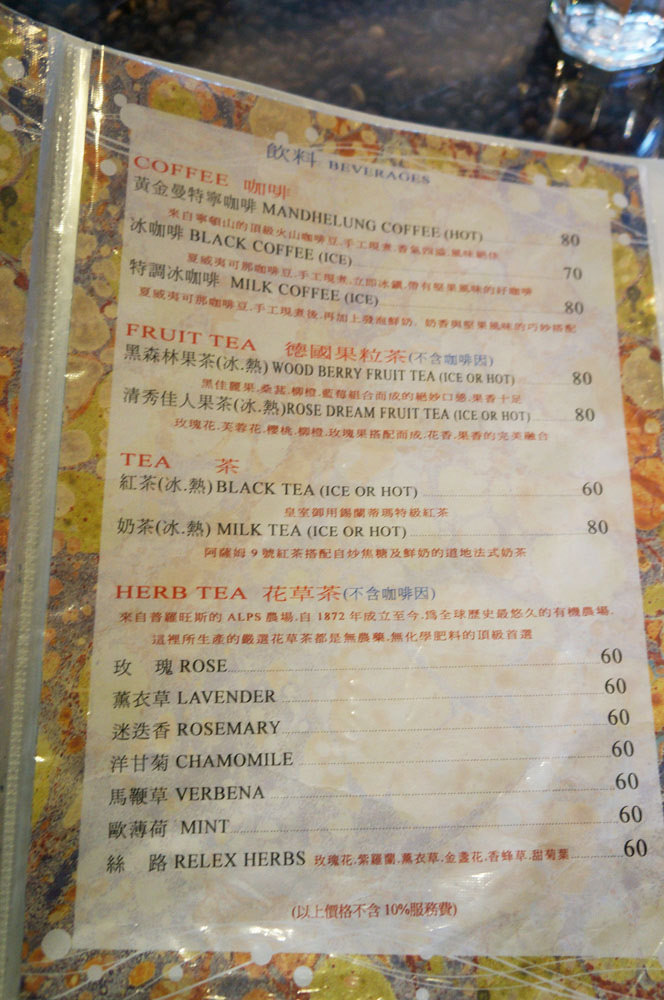 飲料 BEVERAGES
COFFEE 咖啡
黃金曼特寧咖啡 MANDHELUNG COFFEE (HOT) 80
來自寧頓山的頂級火山咖啡豆.手工現煮.香氣四溢.風味絕佳
冰咖啡 BLACK COFFEE (ICE) 70
夏威夷可那咖啡豆.手工現煮.立即冰鎮.帶有堅果風味的好咖啡
特調冰咖啡 MILK COFFEE (ICE) 80
夏威夷可那咖啡豆.手工現煮後.再加上發泡鮮奶. 奶香與堅果風味的巧妙搭配
FRUIT TEA 德國果粒茶(不含咖啡因)
黑森林果茶(冰.熱) WOOD BERRY FRUIT TEA (ICE OR HOT) 80
黑佳麗果.桑葚.柳橙.藍莓組合而成的絕妙口感.果香十足
清秀佳人果茶(冰.熱)ROSE DREAM FRUIT TEA (ICE OR HOT) 80
玫瑰花.芙蓉花.櫻桃.柳橙.玫瑰果搭配而成.花香.果香的完美融合
TEA 茶
紅茶(冰.熱) BLACK TEA (ICE OR HOT) 60
皇室御用錫蘭蒂瑪特級紅茶
奶茶(冰.熱) MILK TEA (ICE OR HOT) 80
阿薩姆 9 號紅茶搭配自炒焦糖及鮮奶的道地法式奶茶
HERB TEA 花草茶(不含咖啡因)
來自普羅旺斯的 ALPS 農場.自 1872 年成立至今.爲全球歷史最悠久的有機農場.
這裡所生產的嚴選花草茶都是無農藥.無化學肥料的頂級首選
玫 瑰 ROSE 60
薰衣草 LAVENDER 60
迷迭香 ROSEMARY 60
洋甘菊 CHAMOMILE 60
馬鞭草 VERBENA 60
歐薄荷 MINT 60
絲 路 RELEX HERBS 玫瑰花.紫羅蘭.薰衣草.金盞花.香蜂草.甜菊葉 60
(以上價格不含 10%服務費)